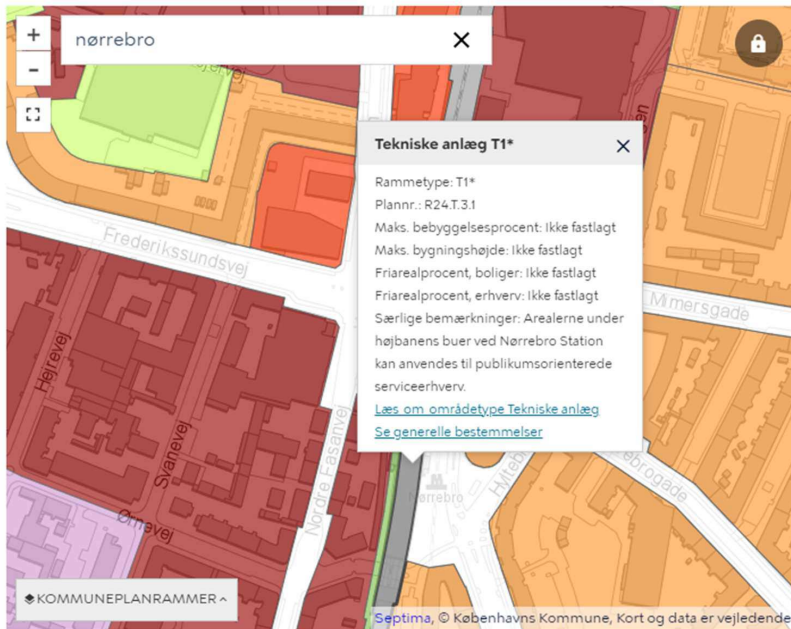 +
nørrebro
-
Tekniske anlæg T1*
Rammetype: T1*
Plannr.: R24.T.3.1
Maks. bebyggelsesprocent: Ikke fastlagt
Maks. bygningshøjde: Ikke fastlagt
Friarealprocent, boliger: Ikke fastlagt
Friarealprocent, erhverv: Ikke fastlagt
Særlige bemærkninger: Arealerne under
højbanens buer ved Nørrebro Station
kan anvendes til publikumsorienterede
serviceerhverv.
Læs om områdetype Tekniske anlæg
Se generelle bestemmelser
Frederikssundsvej
Mimersgade
Højrevej
Svanevej
Nordre Fasanvej
Ørnevej
Nørrebro
KOMMUNEPLANRAMMER
Septima, © Københavns Kommune, Kort og data er vejledende